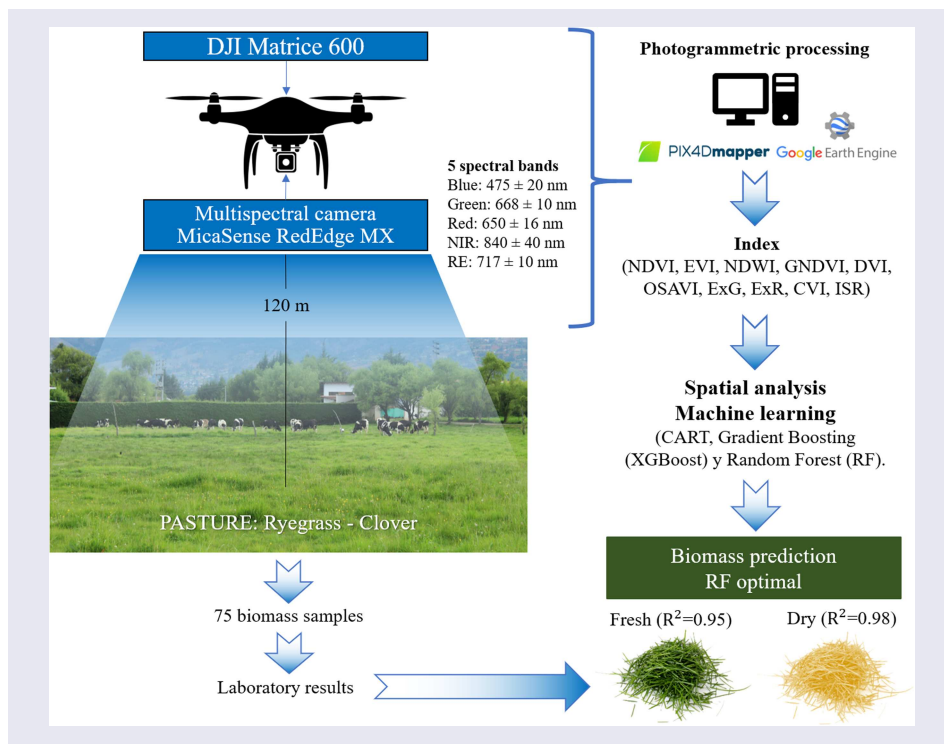 DJI Matrice 600
Multispectral camera
MicaSense RedEdge MX
5 spectral bands
Blue: 475 ± 20 nm
Green: 668 ± 10 nm
Red: 650 ± 16 nm
NIR: 840 ± 40 nm
RE: 717 ± 10 nm
120 m
PASTURE: Ryegrass - Clover
75 biomass samples
Laboratory results
Photogrammetric processing
PIX4Dmapper
Google Earth Engine
Index
(NDVI, EVI, NDWI, GNDVI, DVI,
OSAVI, ExG, ExR, CVI, ISR)
Spatial analysis
Machine learning
(CART, Gradient Boosting
(XGBoost) y Random Forest (RF).
Biomass prediction
RF optimal
Fresh (R²=0.95)
Dry (R²=0.98)